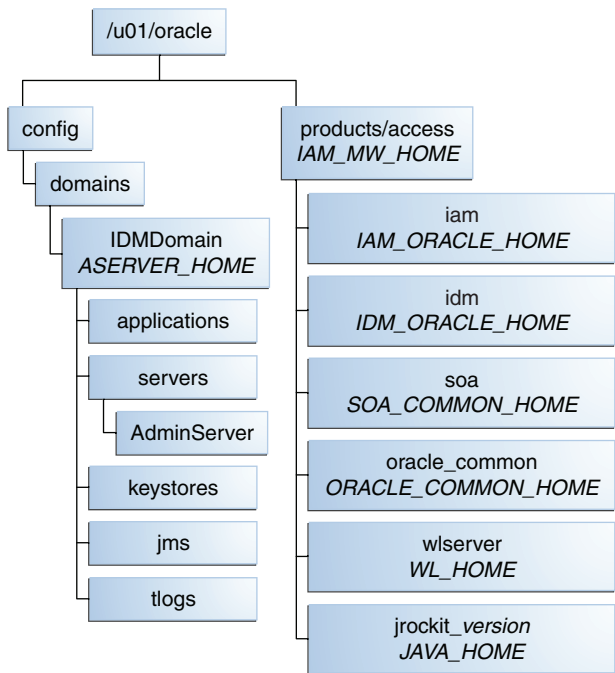 /u01/oracle
config
domains
IDMDomain
ASERVER_HOME
applications
servers
AdminServer
keystores
jms
tlogs
products/access
IAM_MW_HOME
iam
IAM_ORACLE_HOME
idm
IDM_ORACLE_HOME
soa
SOA_COMMON_HOME
oracle_common
ORACLE_COMMON_HOME
wlserver
WL_HOME
jrockit_version
JAVA_HOME